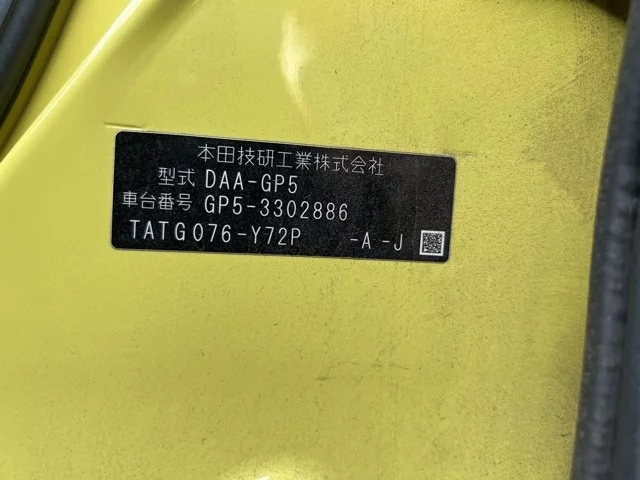 本田技研工業株式会社
型式 DAA-GP5
車台番号 GP5-3302886
TATG076-Y72P -A -J